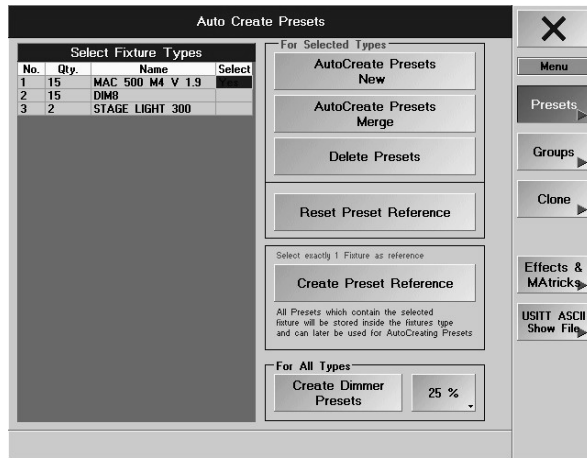 Auto Create Presets
Select Fixture Types
No. Qty. Name Select
1 15 MAC 500 M4 V 1.9 Yes
2 15 DIM8
3 2 STAGE LIGHT 300
For Selected Types
AutoCreate Presets
New
AutoCreate Presets
Merge
Delete Presets
Reset Preset Reference
Select exactly 1 Fixture as reference
Create Preset Reference
All Presets which contain the selected
fixture will be stored inside the fixtures type
and can later be used for AutoCreating Presets
For All Types
Create Dimmer
Presets
25 %
Menu
Presets
Groups
Clone
Effects &
MAtricks
USITT ASCII
Show File